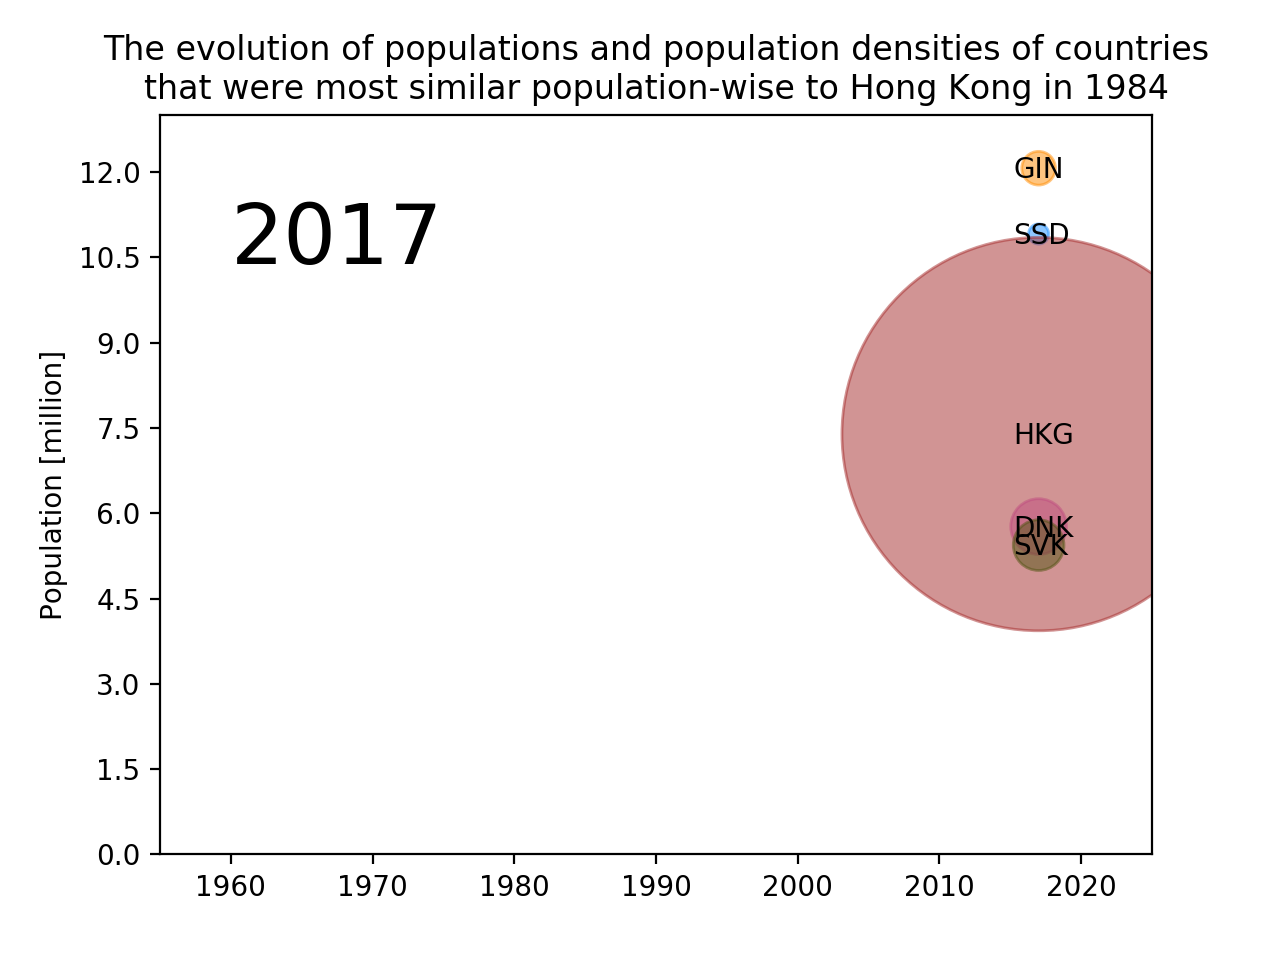 The evolution of populations and population densities of countries
that were most similar population-wise to Hong Kong in 1984
2017
Population [million]
12.0
10.5
9.0
7.5
6.0
4.5
3.0
1.5
0.0
GIN
SSD
HKG
DNK
SVK
1960 1970 1980 1990 2000 2010 2020